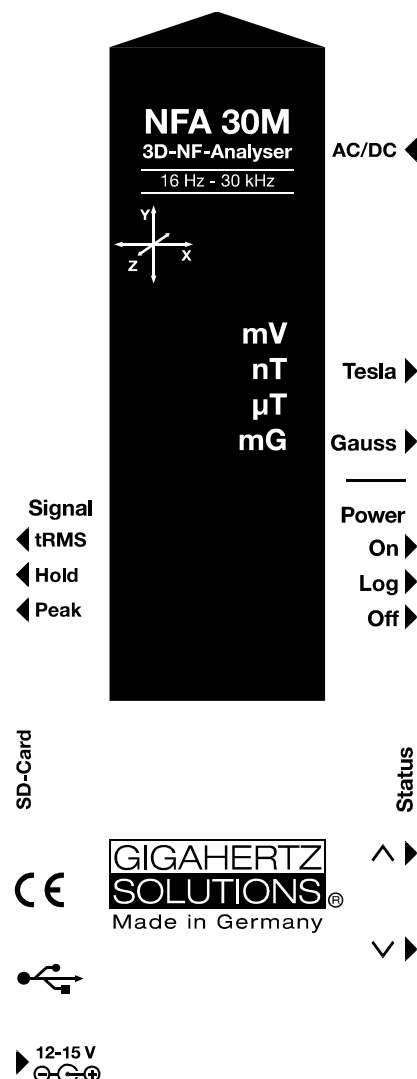 NFA 30M
3D-NF-Analyser
16 Hz - 30 kHz
AC/DC
Y
X
Z
mV
nT
µT
mG
Tesla
Gauss
Signal
tRMS
Hold
Peak
Power
On
Log
Off
SD-Card
Status
CE
GIGAHERTZ
SOLUTIONS®
Made in Germany
12-15 V